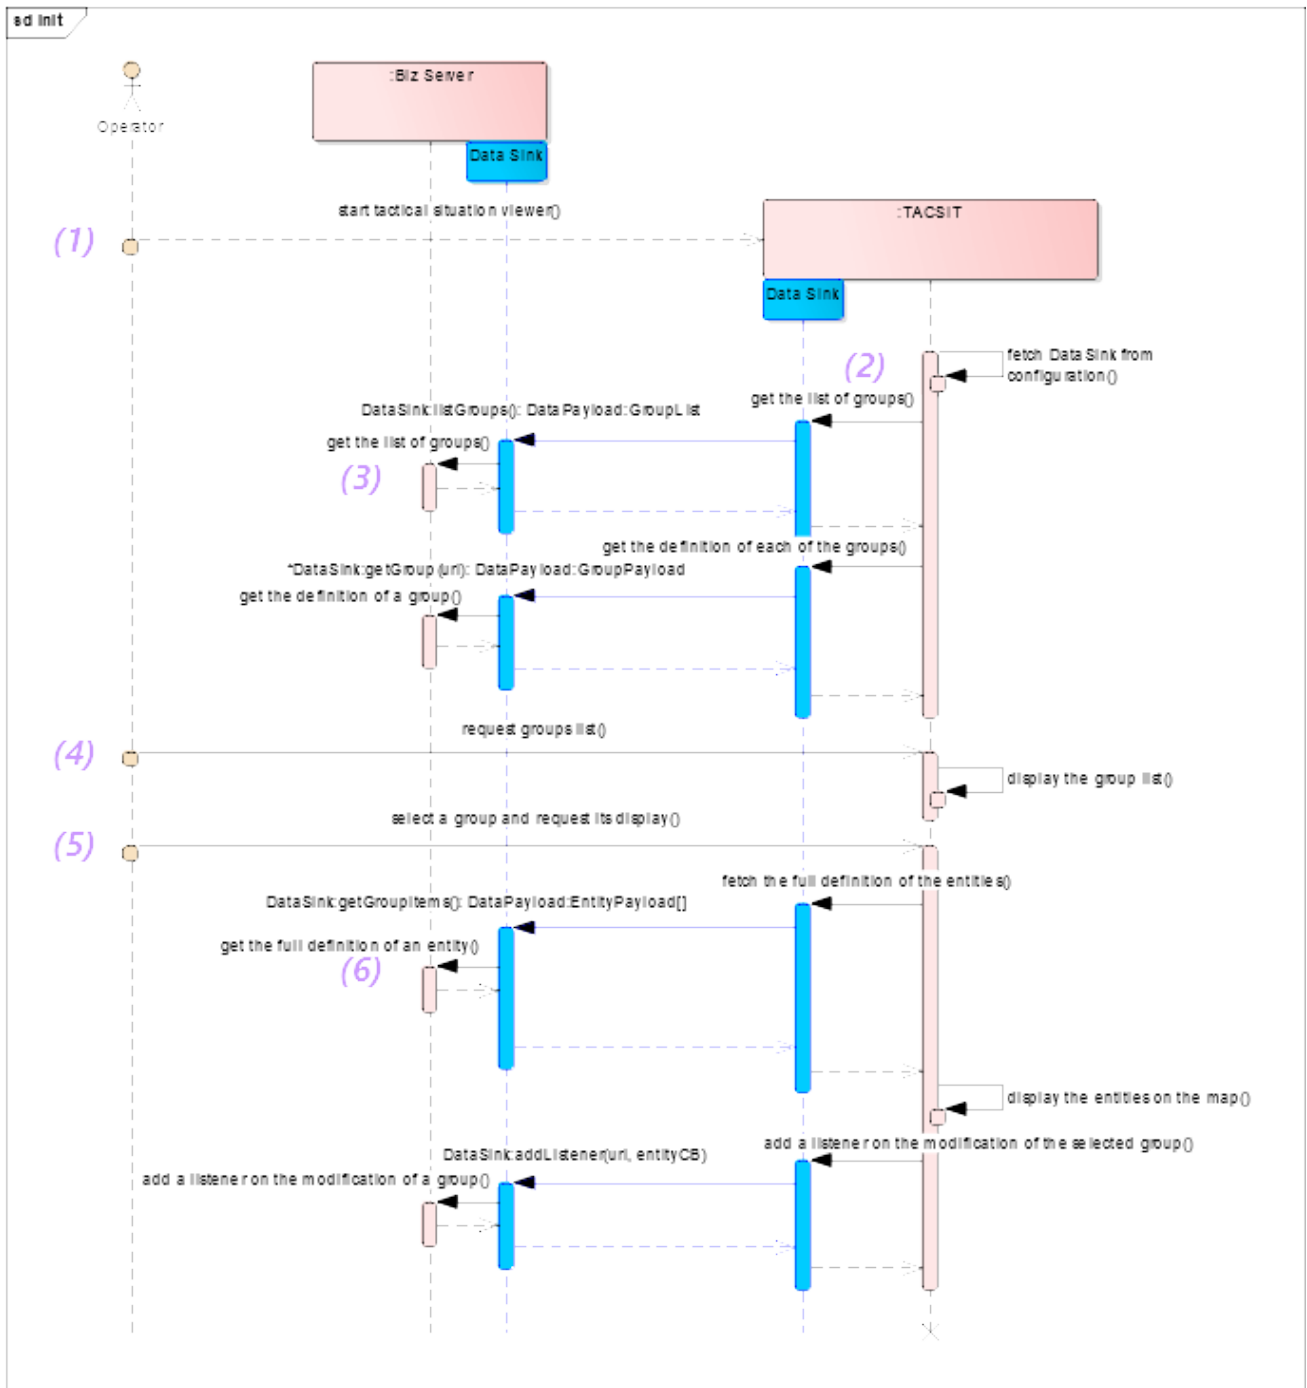 sd init
:Biz Server
Operator
Data Sink
start tactical situation viewer()
:TACSIT
(1)
Data Sink
(2)
fetch DataSink from
configuration()
get the list of groups()
DataSink:listGroups(): DataPayload:GroupList
get the list of groups()
(3)
get the definition of each of the groups()
*DataSink:getGroup(uri): DataPayload:GroupPayload
get the definition of a group()
request groups list()
(4)
display the group list()
select a group and request its display()
(5)
fetch the full definition of the entities()
DataSink:getGroupItems(): DataPayload:EntityPayload[]
get the full definition of an entity()
(6)
display the entities on the map()
add a listener on the modification of the selected group()
DataSink:addListener(uri, entityCB)
add a listener on the modification of a group()